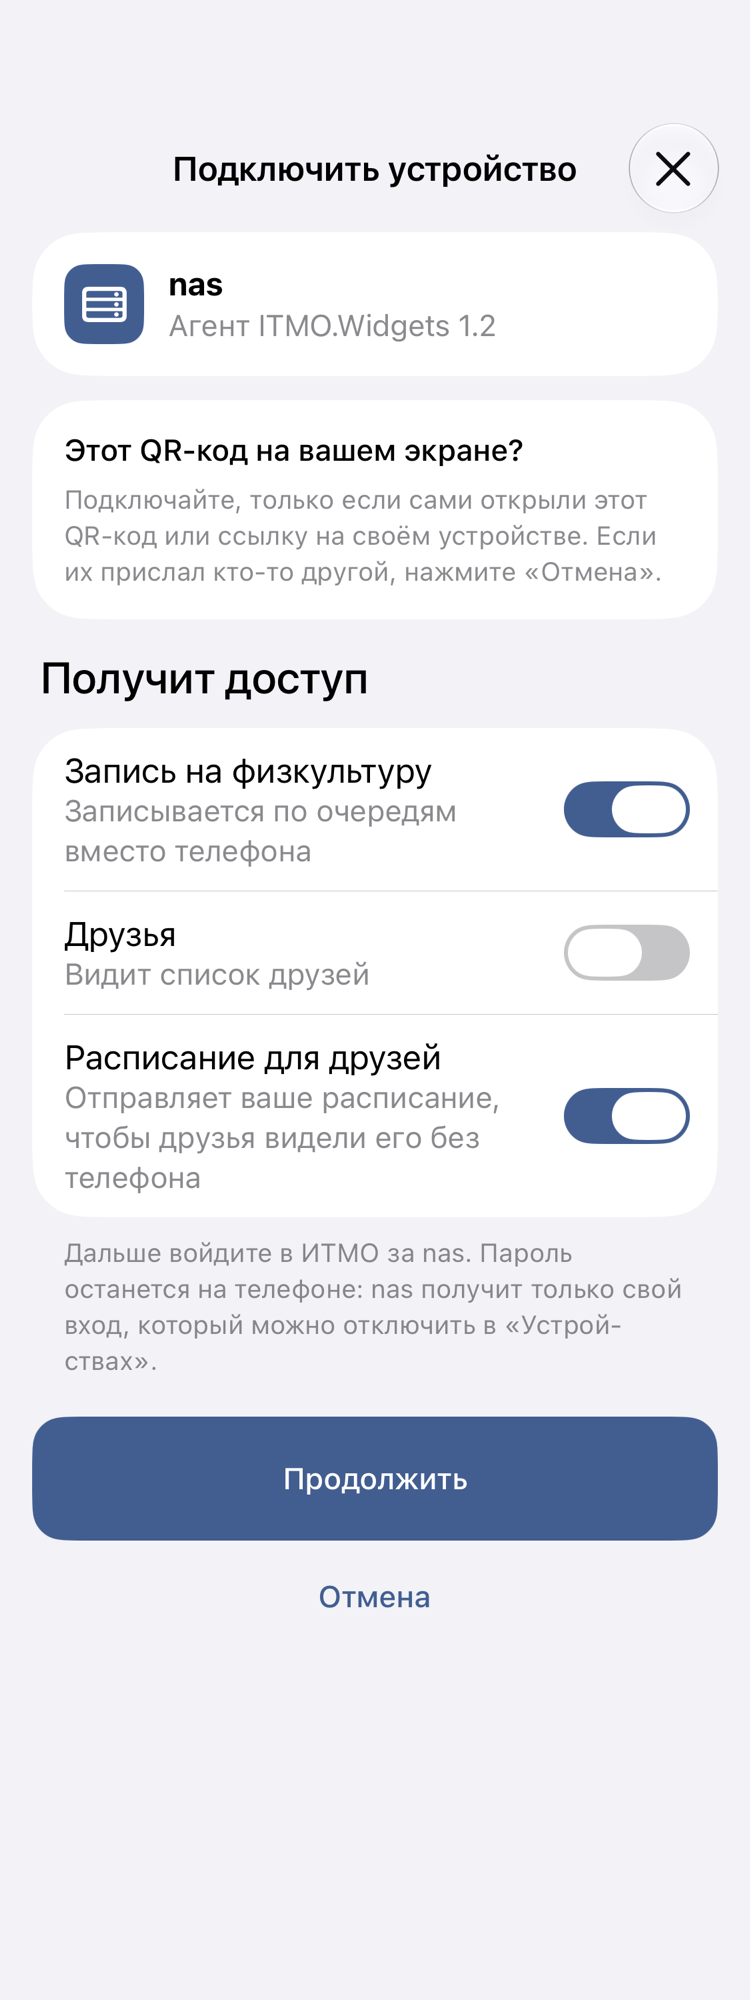 Подключить устройство
nas
Агент ITMO.Widgets 1.2
Этот QR-код на вашем экране?
Подключайте, только если сами открыли этот
QR-код или ссылку на своём устройстве. Если
их прислал кто-то другой, нажмите «Отмена».
Получит доступ
Запись на физкультуру
Записывается по очередям
вместо телефона
Друзья
Видит список друзей
Расписание для друзей
Отправляет ваше расписание,
чтобы друзья видели его без
телефона
Дальше войдите в ИТМО за nas. Пароль
останется на телефоне: nas получит только свой
вход, который можно отключить в «Устрой-
ствах».
Продолжить
Отмена